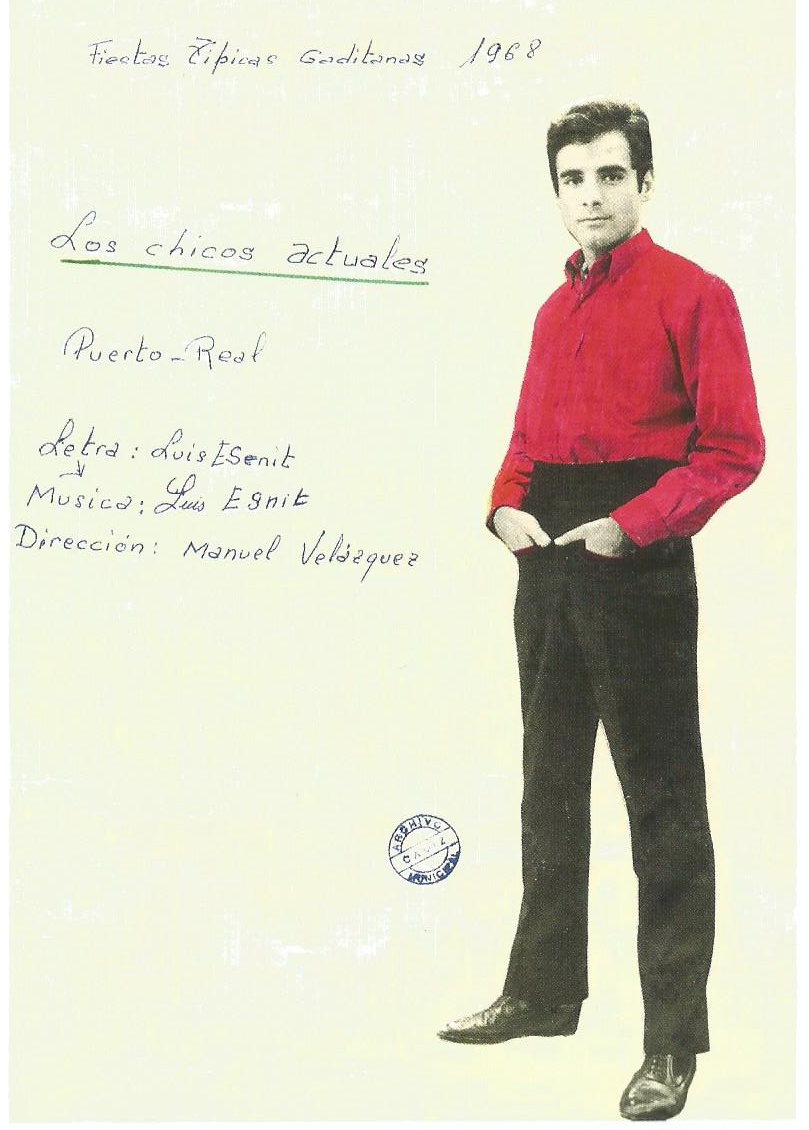 Fiestas Típicas Gaditanas 1968
Los chicos actuales
Puerto-Real
Letra: Luis ESenit
Musica: Luis Egnit
Dirección: Manuel Velázquez
ARCHIVO
CADIZ
MUNICIPAL